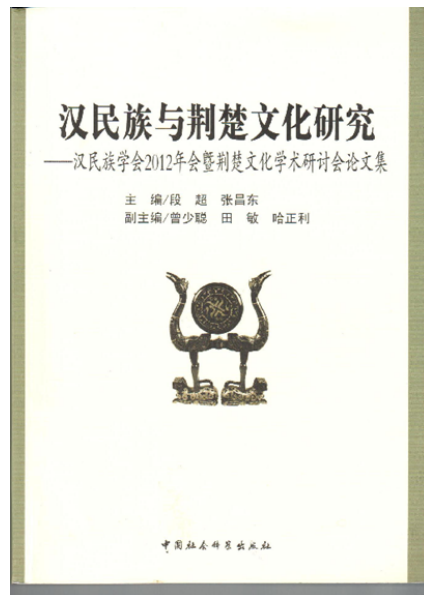 汉民族与荆楚文化研究
——汉民族学会2012年会暨荆楚文化学术研讨会论文集
主 编/段 超 张昌东
副主编/曾少聪 田 敏 哈正利
中国社会科学出版社